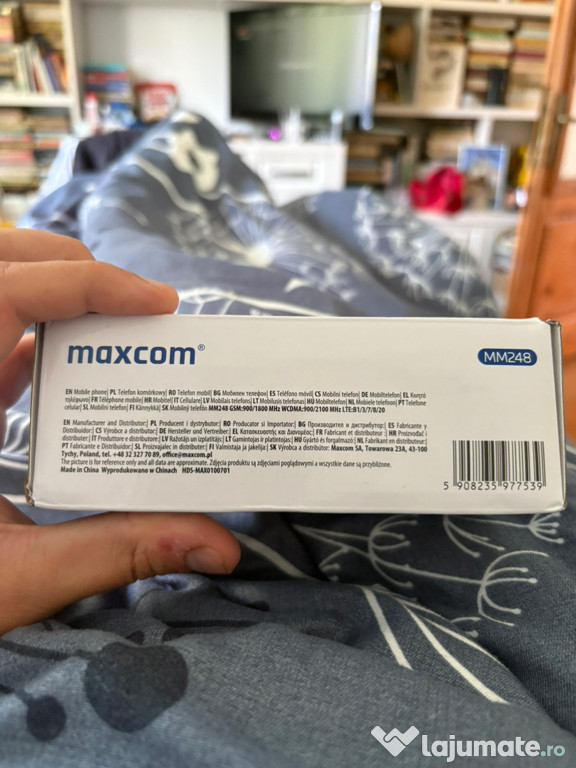 maxcom®
MM248
EN Mobile phone| PL Telefon komórkowy| RO Telefon mobil| BG Мобилен телефон| ES Teléfono móvil| CS Mobilní telefon| DE Mobiltelefon| EL Κινητό
τηλέφωνο| FR Téléphone mobile| HR Mobilni telefon| IT Cellulare| LV Mobilais telefons| LT Mobilusis telefonas| HU Mobiltelefon| NL Mobiele telefoon| PT Telefone
celular| SL Mobilni telefon| FI Kännykkä| SK Mobilný telefón MM248 GSM:900/1800 MHz WCDMA:900/2100 MHz LTE:B1/3/7/8/20
EN Manufacturer and Distributor| PL Producent i dystrybutor| RO Producator si importator| BG Производител и дистрибутор| ES Fabricante y
distribuidor| CS Výrobce a distributor| DE Hersteller und Vertreiber| EL Κατασκευαστής και Διανομέας| FR Fabricant et distributeur| HR Proizvođač i
distributer| IT Produttore e distributore| LV Ražotājs un izplatītājs| LT Gamintojas ir platintojas| HU Gyártó és forgalmazó| NL Fabrikant en distributeur| PT
Fabricante e Distribuidor| SL Proizvajalec in distributer| FI Valmistaja ja jakelija| SK Výrobca a distribútor: Maxcom SA, Towarowa 23A, 43-100
Tychy, Poland, tel. +48 32 327 70 89, office@maxcom.pl
The picture is for reference only and all data are approximate. Zdjęcia produktu są zdjęciami poglądowymi a wszystkie dane są przybliżone.
Made in China Wyprodukowano w Chinach HDS-MAX0100701
5 908235 977539
lajumate.ro